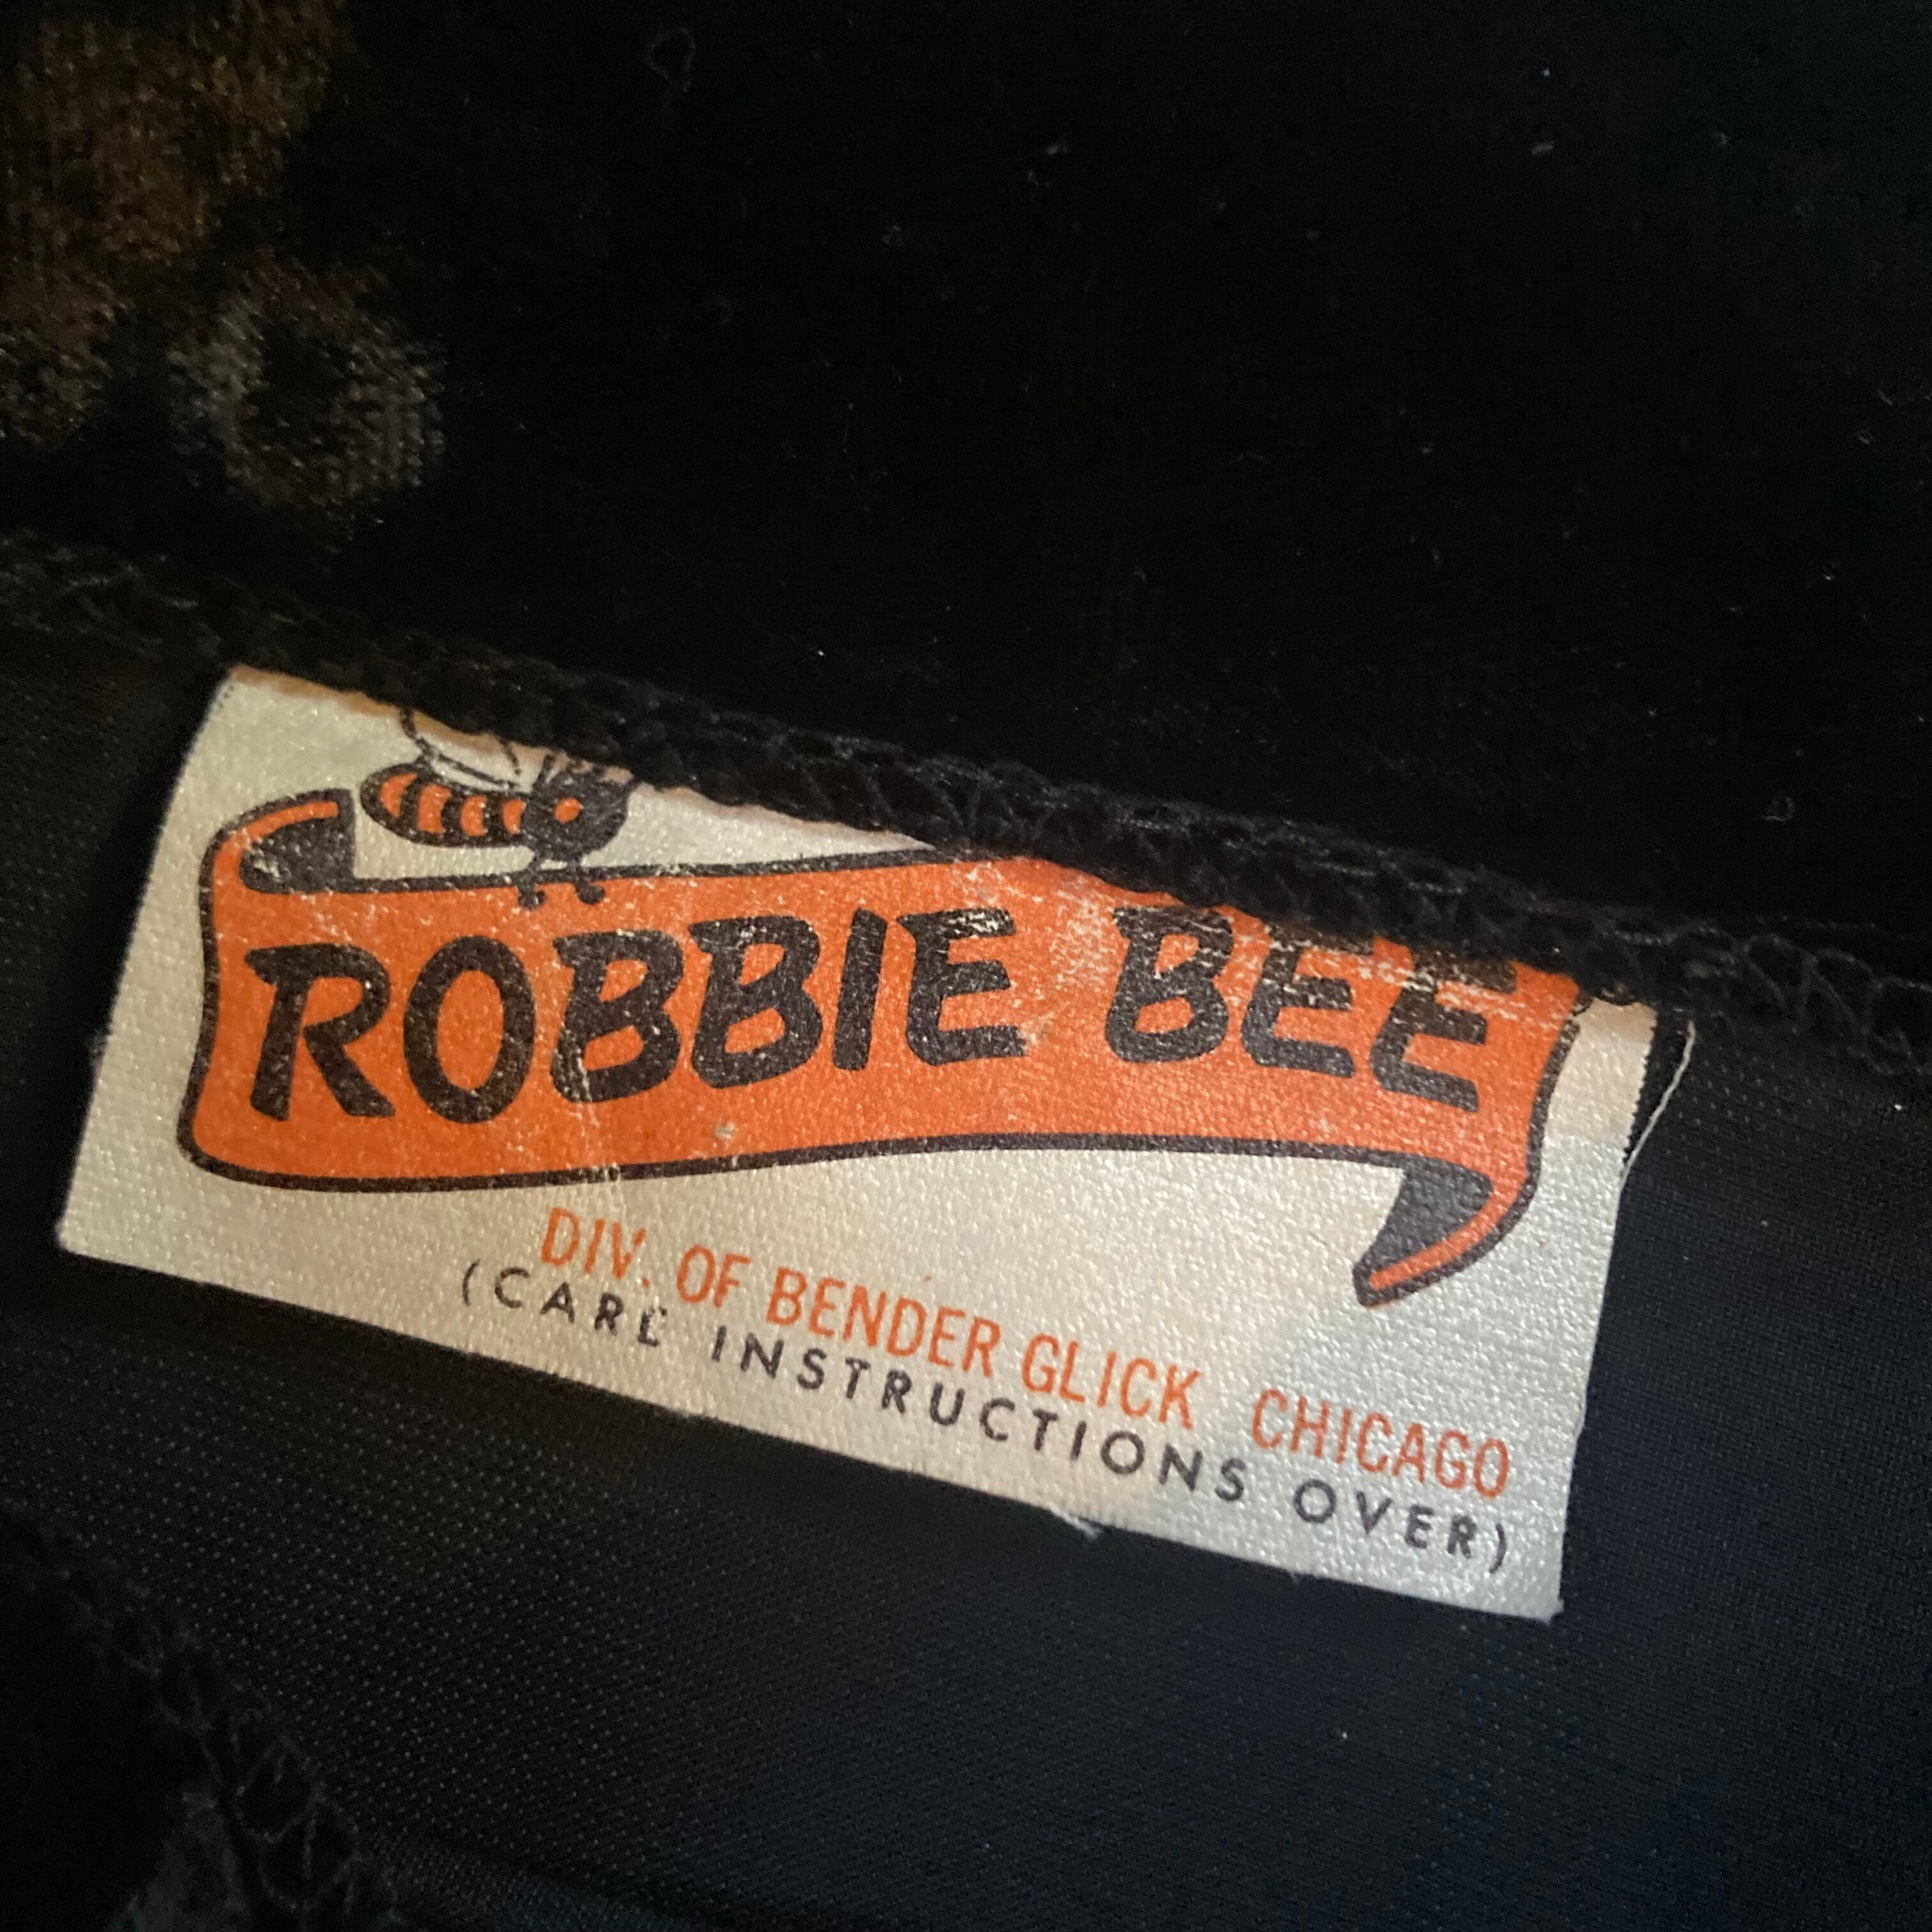 ROBBIE BEE
DIV. OF BENDER GLICK CHICAGO
(CARE INSTRUCTIONS OVER)